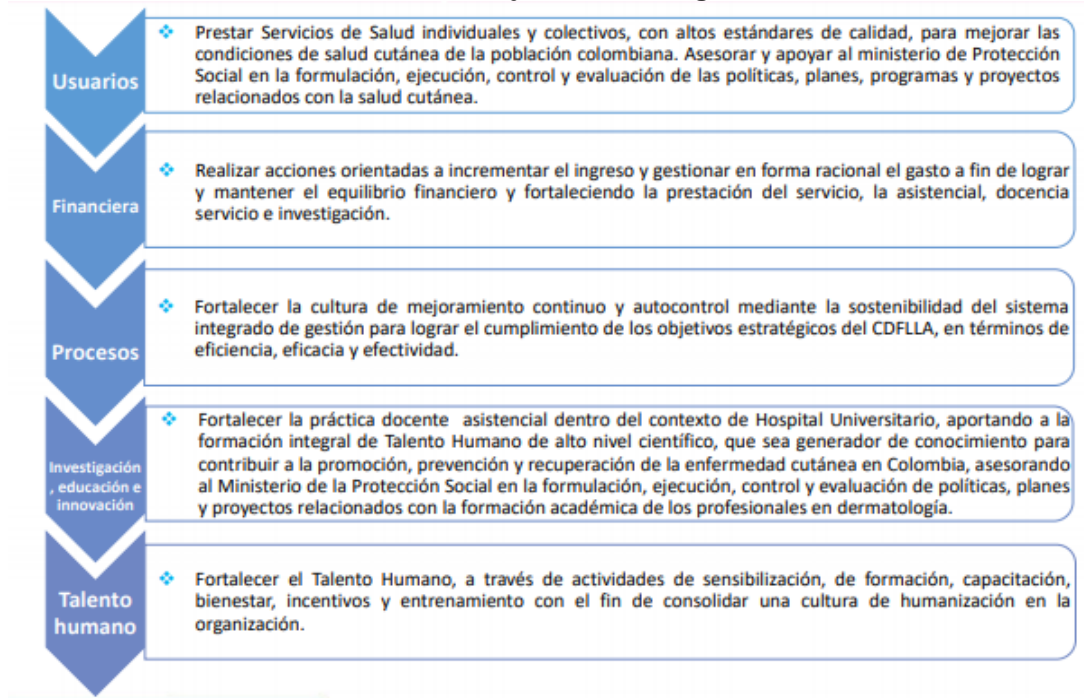 Usuarios
❖ Prestar Servicios de Salud individuales y colectivos, con altos estándares de calidad, para mejorar las
condiciones de salud cutánea de la población colombiana. Asesorar y apoyar al ministerio de Protección
Social en la formulación, ejecución, control y evaluación de las políticas, planes, programas y proyectos
relacionados con la salud cutánea.
Financiera
❖ Realizar acciones orientadas a incrementar el ingreso y gestionar en forma racional el gasto a fin de lograr
y mantener el equilibrio financiero y fortaleciendo la prestación del servicio, la asistencial, docencia
servicio e investigación.
Procesos
❖ Fortalecer la cultura de mejoramiento continuo y autocontrol mediante la sostenibilidad del sistema
integrado de gestión para lograr el cumplimiento de los objetivos estratégicos del CDFLLA, en términos de
eficiencia, eficacia y efectividad.
Investigación
, educación e
innovación
❖ Fortalecer la práctica docente asistencial dentro del contexto de Hospital Universitario, aportando a la
formación integral de Talento Humano de alto nivel científico, que sea generador de conocimiento para
contribuir a la promoción, prevención y recuperación de la enfermedad cutánea en Colombia, asesorando
al Ministerio de la Protección Social en la formulación, ejecución, control y evaluación de políticas, planes
y proyectos relacionados con la formación académica de los profesionales en dermatología.
Talento
humano
❖ Fortalecer el Talento Humano, a través de actividades de sensibilización, de formación, capacitación,
bienestar, incentivos y entrenamiento con el fin de consolidar una cultura de humanización en la
organización.